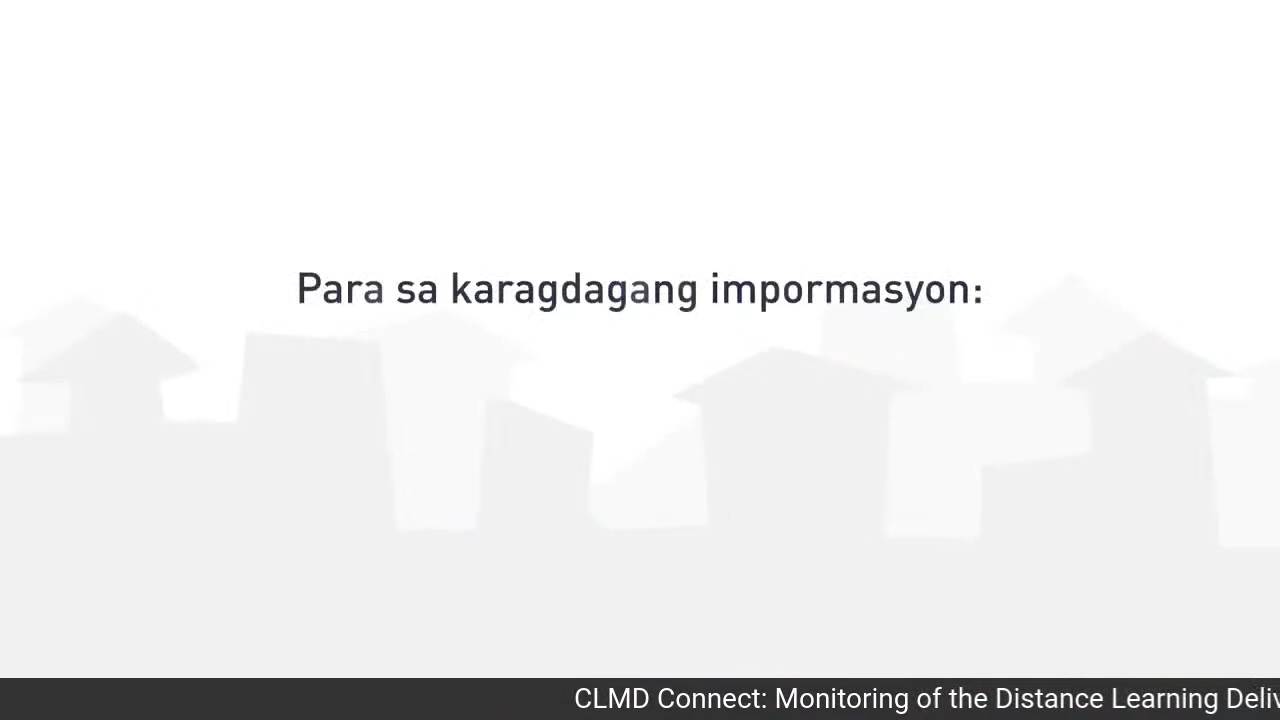 Para sa karagdagang impormasyon:
CLMD Connect: Monitoring of the Distance Learning